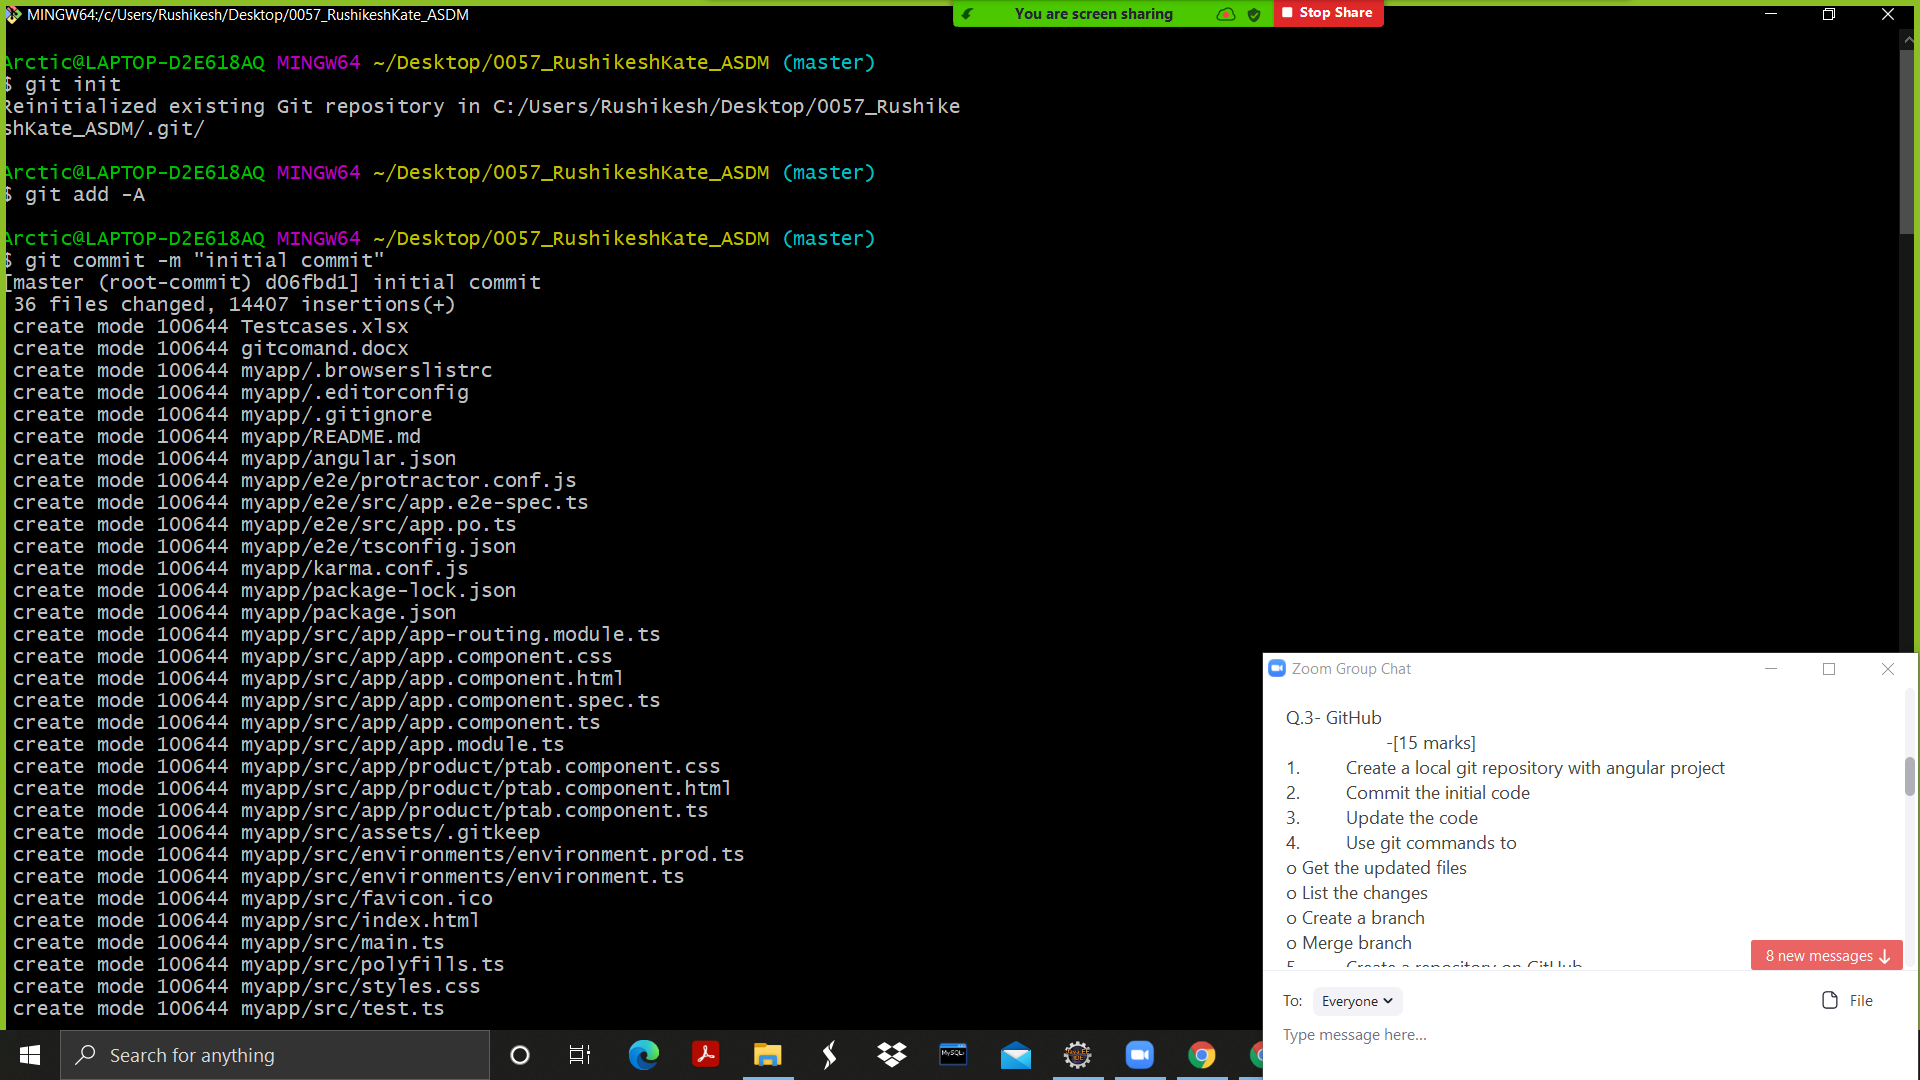 MINGW64:/c/Users/Rushikesh/Desktop/0057_RushikeshKate_ASDM
You are screen sharing
Stop Share
Arctic@LAPTOP-D2E618AQ MINGW64 ~/Desktop/0057_RushikeshKate_ASDM (master)
$ git init
Reinitialized existing Git repository in C:/Users/Rushikesh/Desktop/0057_Rushike
shKate_ASDM/.git/
Arctic@LAPTOP-D2E618AQ MINGW64 ~/Desktop/0057_RushikeshKate_ASDM (master)
$ git add -A
Arctic@LAPTOP-D2E618AQ MINGW64 ~/Desktop/0057_RushikeshKate_ASDM (master)
$ git commit -m "initial commit"
[master (root-commit) d06fbd1] initial commit
36 files changed, 14407 insertions(+)
create mode 100644 Testcases.xlsx
create mode 100644 gitcomand.docx
create mode 100644 myapp/.browserslistrc
create mode 100644 myapp/.editorconfig
create mode 100644 myapp/.gitignore
create mode 100644 myapp/README.md
create mode 100644 myapp/angular.json
create mode 100644 myapp/e2e/protractor.conf.js
create mode 100644 myapp/e2e/src/app.e2e-spec.ts
create mode 100644 myapp/e2e/src/app.po.ts
create mode 100644 myapp/e2e/tsconfig.json
create mode 100644 myapp/karma.conf.js
create mode 100644 myapp/package-lock.json
create mode 100644 myapp/package.json
create mode 100644 myapp/src/app/app-routing.module.ts
create mode 100644 myapp/src/app/app.component.css
create mode 100644 myapp/src/app/app.component.html
create mode 100644 myapp/src/app/app.component.spec.ts
create mode 100644 myapp/src/app/app.component.ts
create mode 100644 myapp/src/app/app.module.ts
create mode 100644 myapp/src/app/product/ptab.component.css
create mode 100644 myapp/src/app/product/ptab.component.html
create mode 100644 myapp/src/app/product/ptab.component.ts
create mode 100644 myapp/src/assets/.gitkeep
create mode 100644 myapp/src/environments/environment.prod.ts
create mode 100644 myapp/src/environments/environment.ts
create mode 100644 myapp/src/favicon.ico
create mode 100644 myapp/src/index.html
create mode 100644 myapp/src/main.ts
create mode 100644 myapp/src/polyfills.ts
create mode 100644 myapp/src/styles.css
create mode 100644 myapp/src/test.ts
Zoom Group Chat
Q.3- GitHub
-[15 marks]
1. Create a local git repository with angular project
2. Commit the initial code
3. Update the code
4. Use git commands to
o Get the updated files
o List the changes
o Create a branch
o Merge branch
5. Create a repository on GitHub
8 new messages
To: Everyone
File
Type message here...
Search for anything